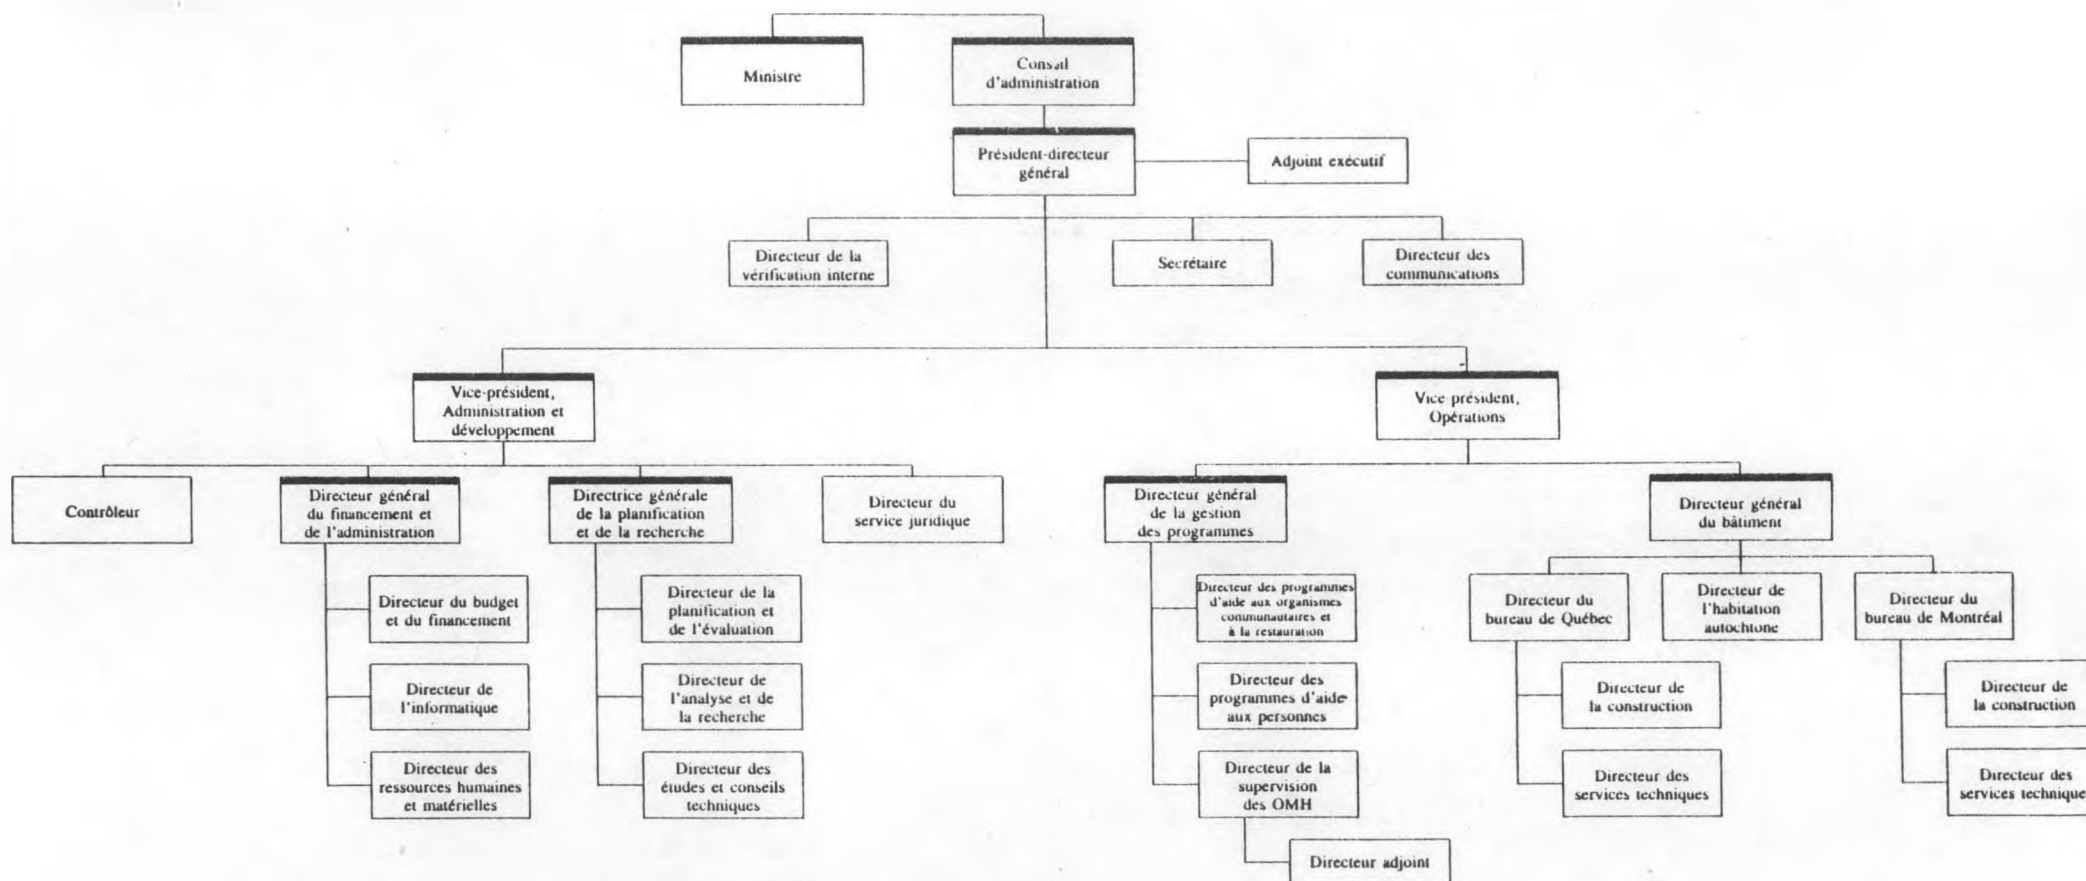 Ministre
Conseil
d'administration
Président-directeur
général
Adjoint exécutif
Directeur de la
vérification interne
Secrétaire
Directeur des
communications
Vice-président,
Administration et
développement
Vice-président,
Opérations
Contrôleur
Directeur général
du financement et
de l'administration
Directrice générale
de la planification
et de la recherche
Directeur du
service juridique
Directeur général
de la gestion
des programmes
Directeur général
du bâtiment
Directeur du budget
et du financement
Directeur de
l'informatique
Directeur des
ressources humaines
et matérielles
Directeur de la
planification et
de l'évaluation
Directeur de
l'analyse et de
la recherche
Directeur des
études et conseils
techniques
Directeur des programmes
d'aide aux organismes
communautaires et
à la restauration
Directeur des
programmes d'aide
aux personnes
Directeur de la
supervision
des OMH
Directeur adjoint
Directeur du
bureau de Québec
Directeur de
l'habitation
autochtone
Directeur du
bureau de Montréal
Directeur de
la construction
Directeur des
services techniques
Directeur de
la construction
Directeur des
services technique